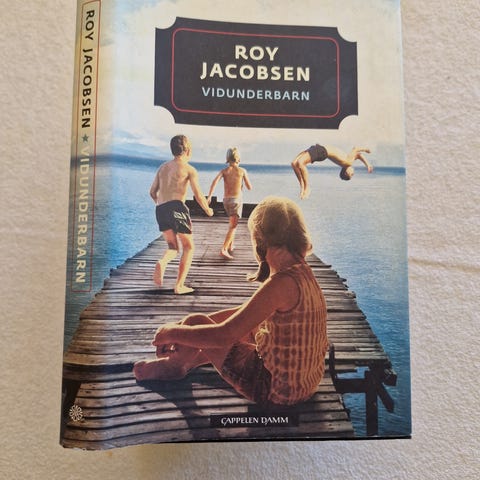 ROY
JACOBSEN
VIDUNDERBARN
CAPPELEN DAMM
ROY JACOBSEN ★ VIDUNDERBARN